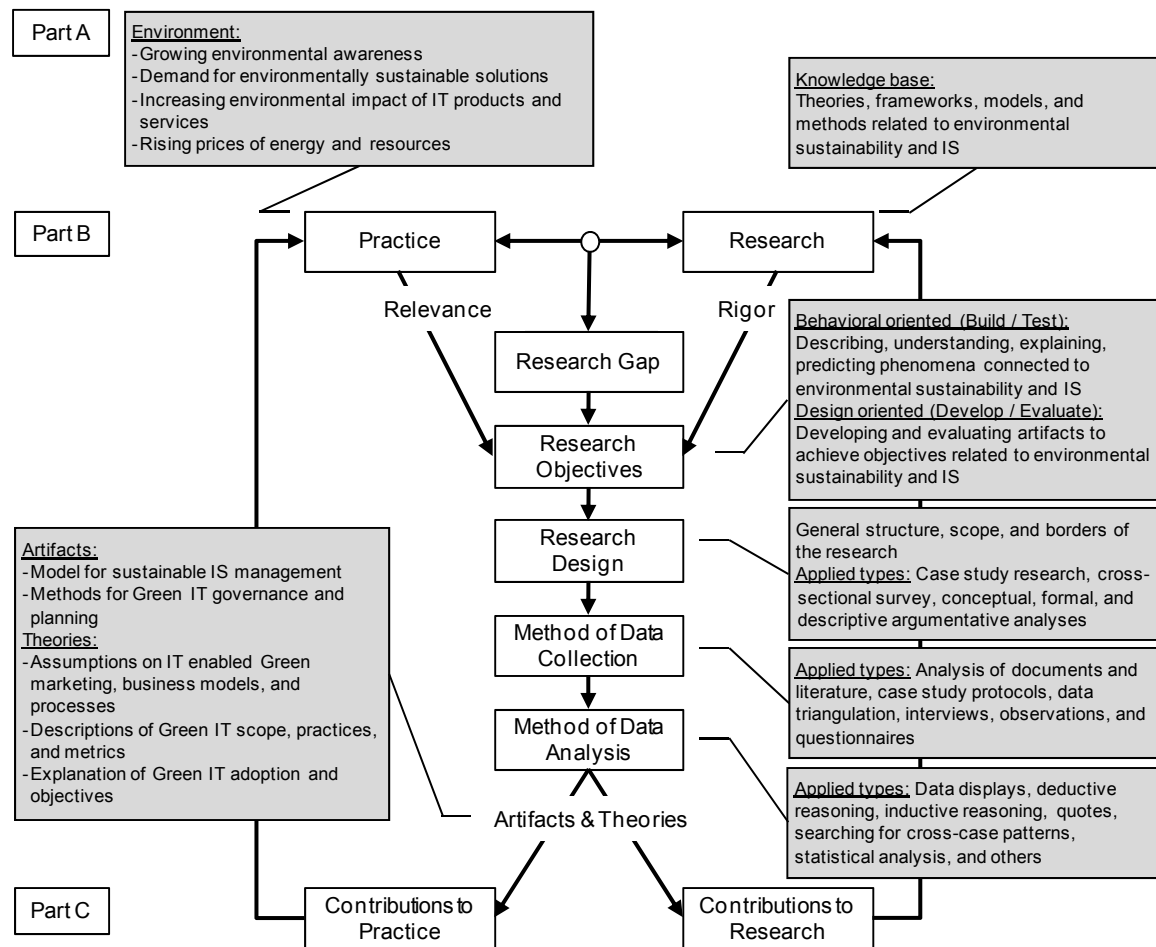 Part A
Environment:
- Growing environmental awareness
- Demand for environmentally sustainable solutions
- Increasing environmental impact of IT products and
services
- Rising prices of energy and resources
Knowledge base:
Theories, frameworks, models, and
methods related to environmental
sustainability and IS
Part B
Practice
Research
Relevance
Rigor
Research Gap
Behavioral oriented (Build / Test):
Describing, understanding, explaining,
predicting phenomena connected to
environmental sustainability and IS
Design oriented (Develop / Evaluate):
Developing and evaluating artifacts to
achieve objectives related to environmental
sustainability and IS
Research
Objectives
Research
Design
General structure, scope, and borders of
the research
Applied types: Case study research, cross-
sectional survey, conceptual, formal, and
descriptive argumentative analyses
Artifacts:
- Model for sustainable IS management
- Methods for Green IT governance and
planning
Theories:
- Assumptions on IT enabled Green
marketing, business models, and
processes
- Descriptions of Green IT scope, practices,
and metrics
- Explanation of Green IT adoption and
objectives
Method of Data
Collection
Applied types: Analysis of documents and
literature, case study protocols, data
triangulation, interviews, observations, and
questionnaires
Method of Data
Analysis
Applied types: Data displays, deductive
reasoning, inductive reasoning, quotes,
searching for cross-case patterns,
statistical analysis, and others
Artifacts & Theories
Part C
Contributions to
Practice
Contributions to
Research